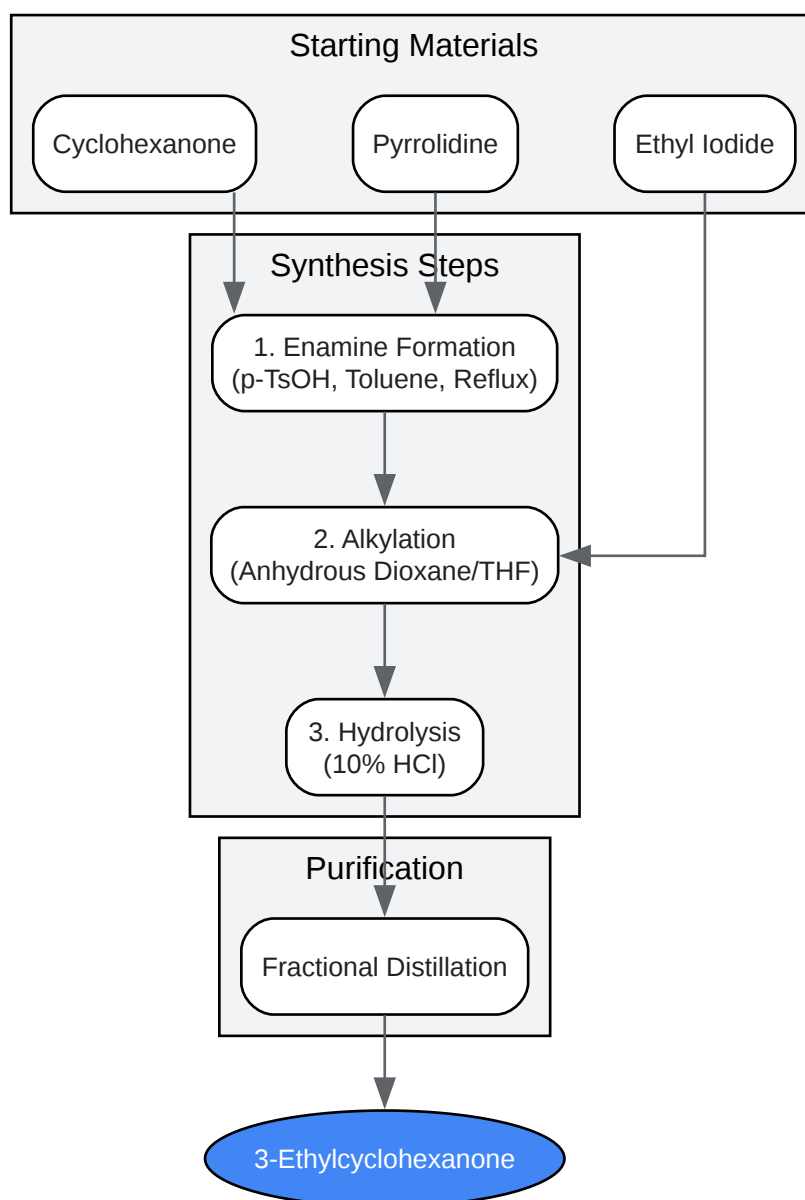 Starting Materials
Cyclohexanone
Pyrrolidine
Ethyl Iodide
Synthesis Steps
1. Enamine Formation
(p-TsOH, Toluene, Reflux)
2. Alkylation
(Anhydrous Dioxane/THF)
3. Hydrolysis
(10% HCl)
Purification
Fractional Distillation
3-Ethylcyclohexanone